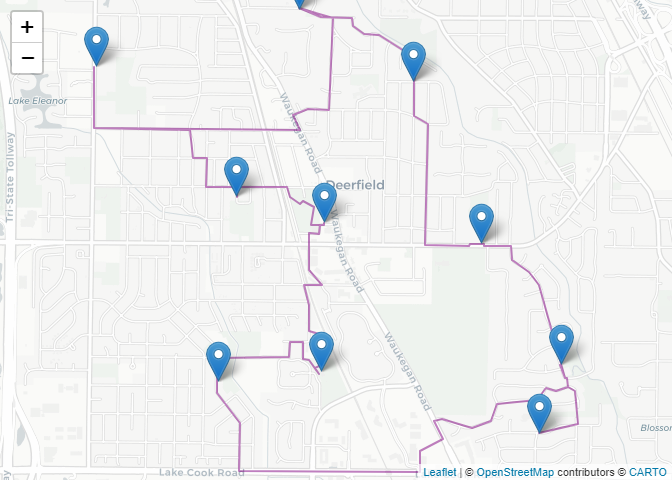 +
−
Lake Eleanor
Tri-State Tollway
Waukegan Road
Deerfield
Waukegan Road
Waukegan Road
Lake Cook Road
Leaflet | © OpenStreetMap contributors © CARTO